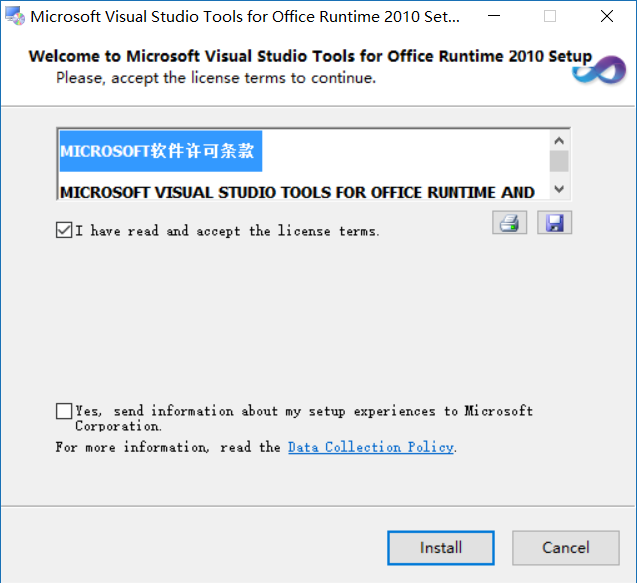 Microsoft Visual Studio Tools for Office Runtime 2010 Set...
Welcome to Microsoft Visual Studio Tools for Office Runtime 2010 Setup
Please, accept the license terms to continue.
MICROSOFT软件许可条款
MICROSOFT VISUAL STUDIO TOOLS FOR OFFICE RUNTIME AND
I have read and accept the license terms.
Yes, send information about my setup experiences to Microsoft
Corporation.
For more information, read the Data Collection Policy.
Install
Cancel